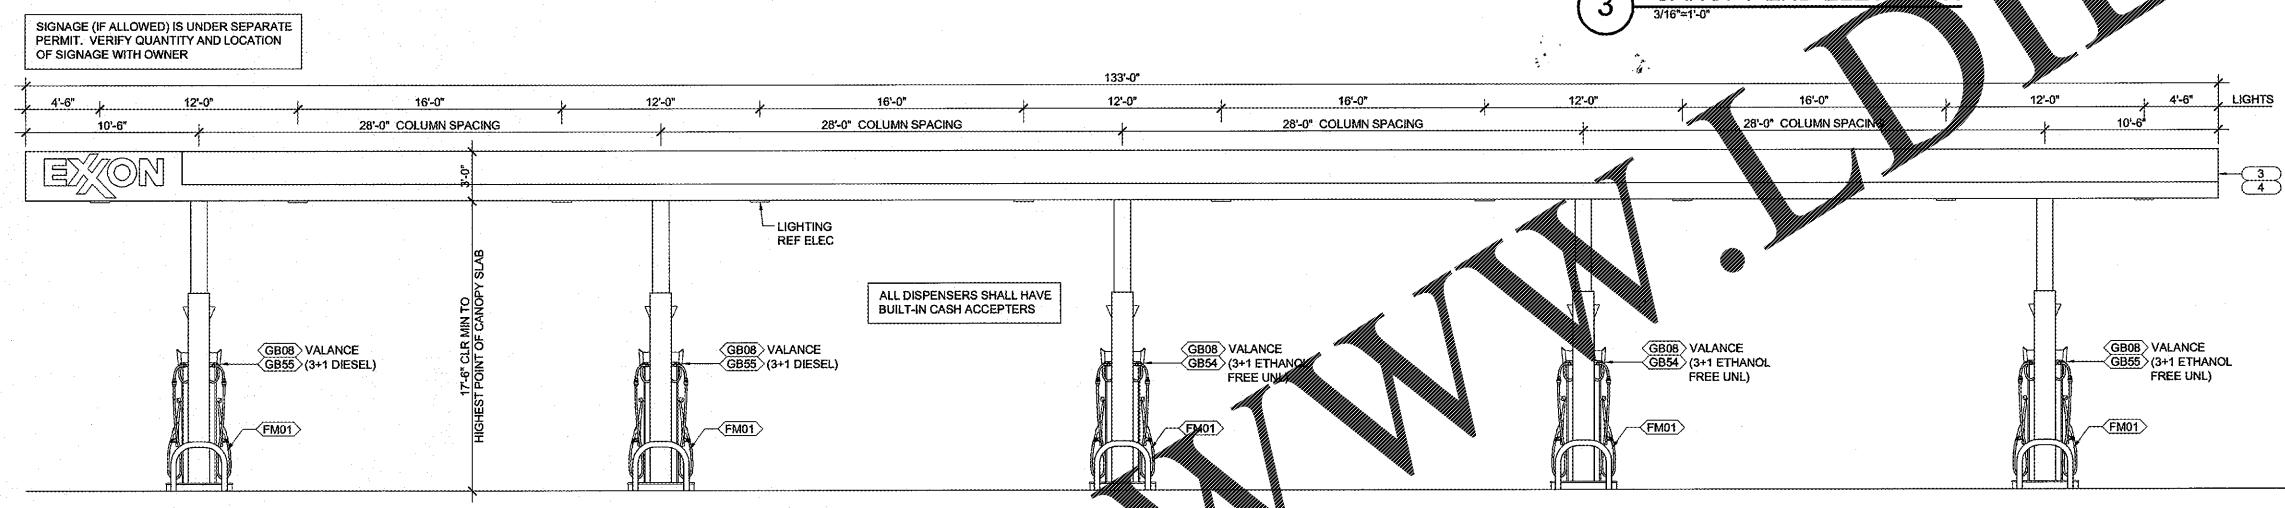 3
3/16"=1'-0"
SIGNAGE (IF ALLOWED) IS UNDER SEPARATE
PERMIT. VERIFY QUANTITY AND LOCATION
OF SIGNAGE WITH OWNER
133'-0"
4'-6" 12'-0" 16'-0" 12'-0" 16'-0" 12'-0" 16'-0" 12'-0" 16'-0" 12'-0" 4'-6" LIGHTS
10'-6" 28'-0" COLUMN SPACING 28'-0" COLUMN SPACING 28'-0" COLUMN SPACING 28'-0" COLUMN SPACING 10'-6"
EXXON
3'-0"
3
4
LIGHTING
REF ELEC
17'-6" CLR MIN TO
HIGHEST POINT OF CANOPY SLAB
ALL DISPENSERS SHALL HAVE
BUILT-IN CASH ACCEPTERS
GB08 VALANCE
GB55 (3+1 DIESEL)
FM01
GB08 VALANCE
GB55 (3+1 DIESEL)
FM01
GB08 VALANCE
GB54 (3+1 ETHANOL
FREE UNL)
FM01
GB08 VALANCE
GB54 (3+1 ETHANOL
FREE UNL)
FM01
GB08 VALANCE
GB55 (3+1 ETHANOL
FREE UNL)
FM01
WWW.LDI